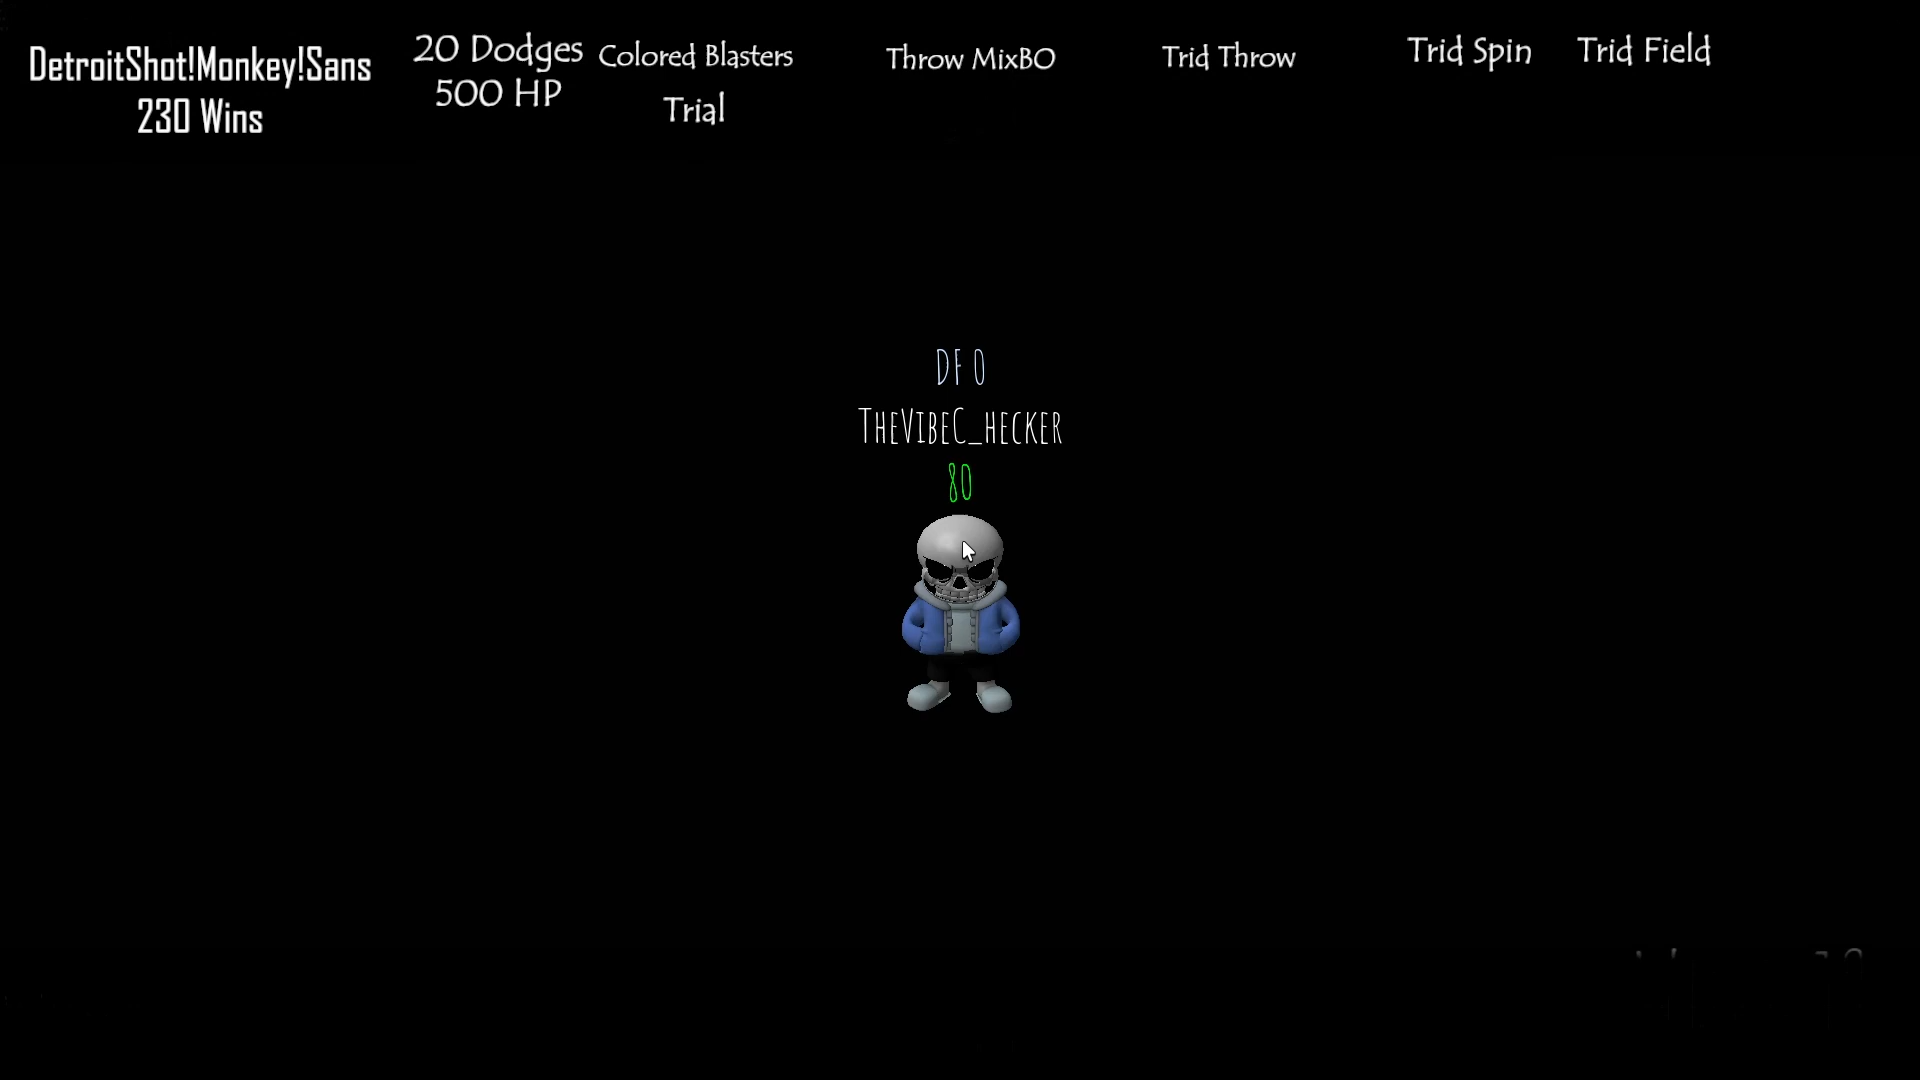 DetroitShot!Monkey!Sans
230 Wins
20 Dodges
500 HP
Colored Blasters
Trial
Throw MixBO
Trid Throw
Trid Spin
Trid Field
DF 0
TheVibeC_hecker
80